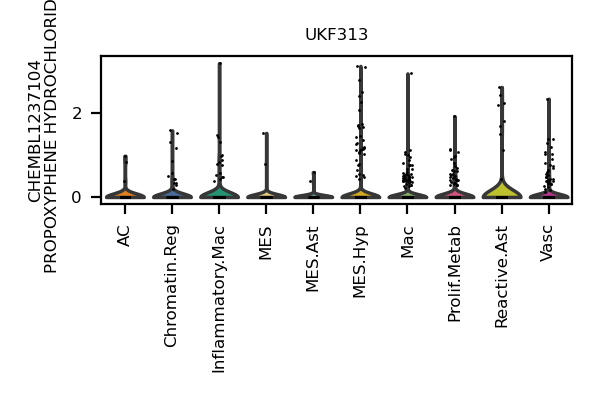 UKF313
CHEMBL1237104
PROPOXYPHENE HYDROCHLORID
2
0
AC
Chromatin.Reg
Inflammatory.Mac
MES
MES.Ast
MES.Hyp
Mac
Prolif.Metab
Reactive.Ast
Vasc